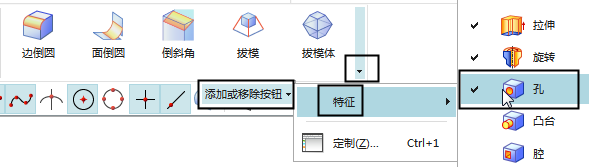 边倒圆 面倒圆 倒斜角 拔模 拔模体
添加或移除按钮
特征
定制(Z)... Ctrl+1
拉伸
旋转
孔
凸台
腔